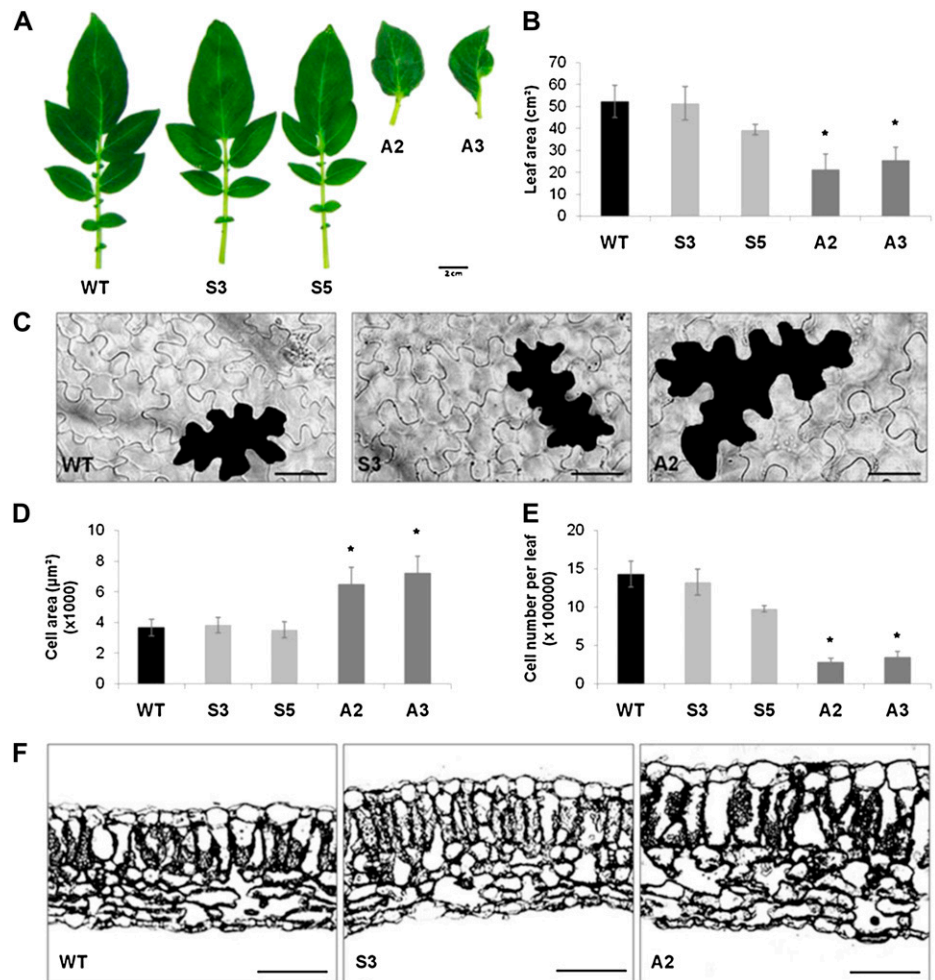 A
WT
S3
S5
A2
A3
2cm
B
Leaf area (cm²)
70
60
50
40
30
20
10
0
*
*
WT S3 S5 A2 A3
C
WT
S3
A2
D
Cell area (µm²)
(x1000)
10
8
6
4
2
0
*
*
WT S3 S5 A2 A3
E
Cell number per leaf
(x 100000)
20
15
10
5
0
*
*
WT S3 S5 A2 A3
F
WT
S3
A2